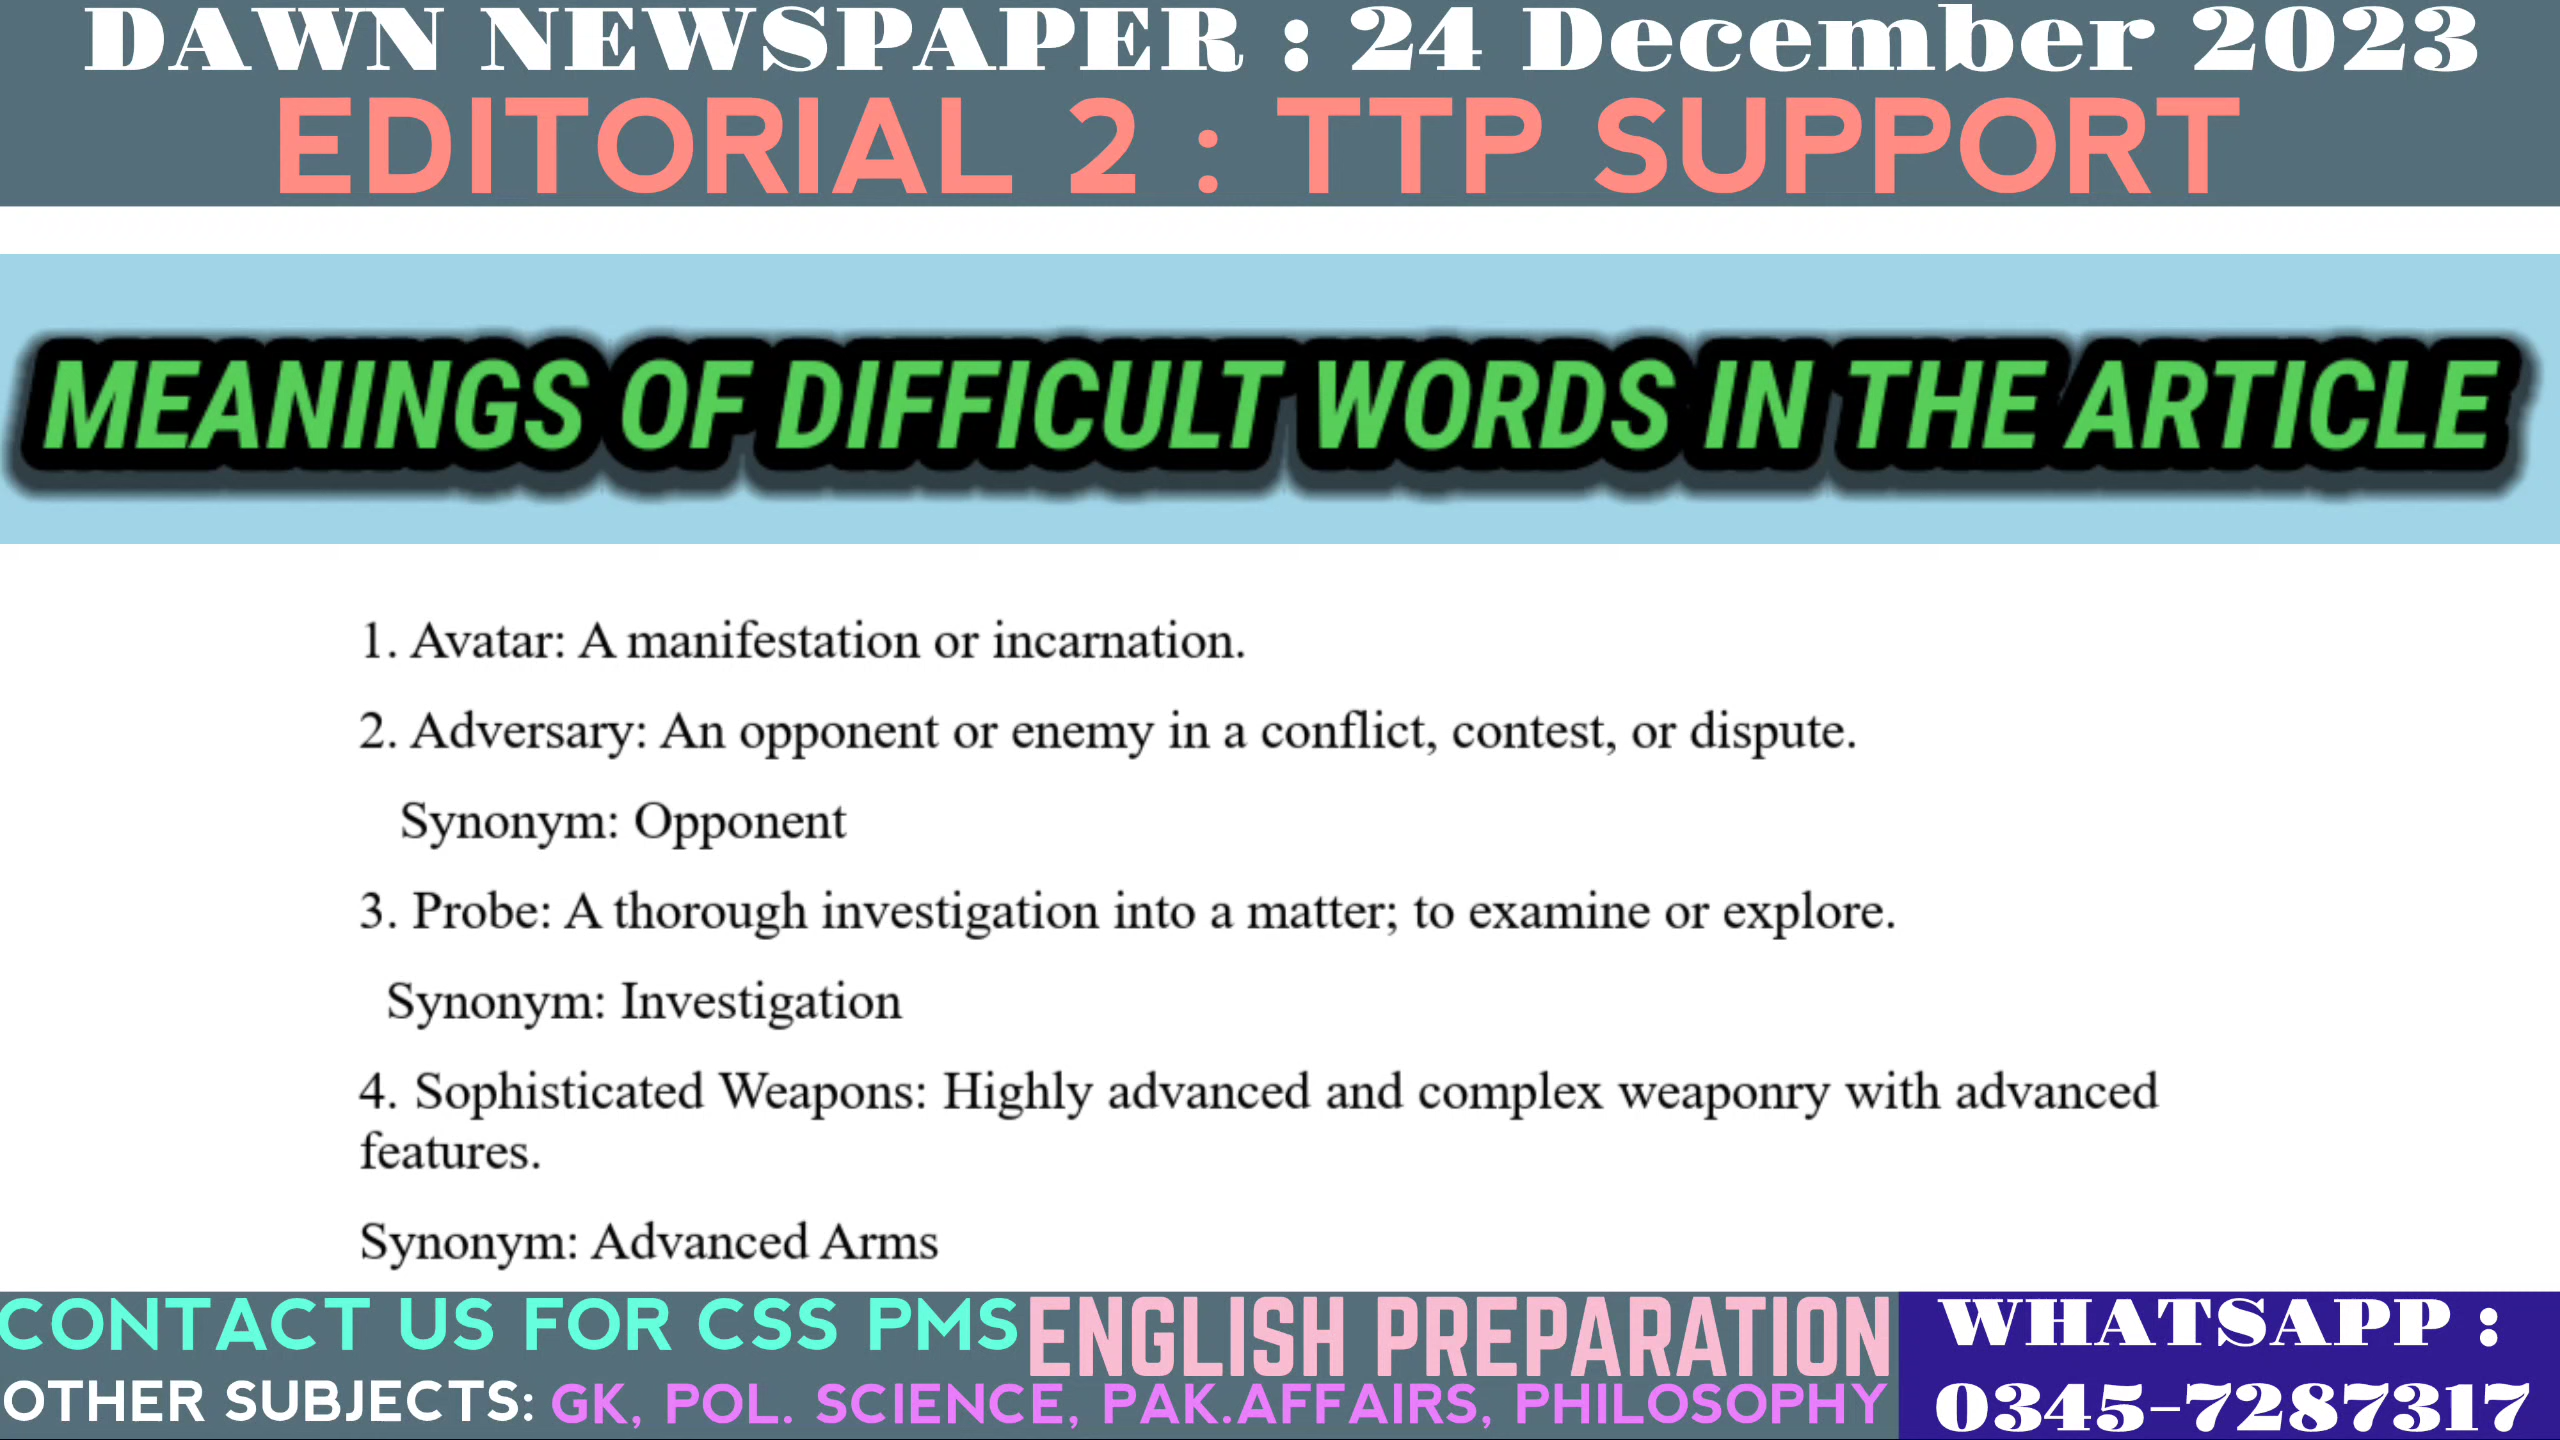 DAWN NEWSPAPER : 24 December 2023
EDITORIAL 2 : TTP SUPPORT
MEANINGS OF DIFFICULT WORDS IN THE ARTICLE
1. Avatar: A manifestation or incarnation.
2. Adversary: An opponent or enemy in a conflict, contest, or dispute.
Synonym: Opponent
3. Probe: A thorough investigation into a matter; to examine or explore.
Synonym: Investigation
4. Sophisticated Weapons: Highly advanced and complex weaponry with advanced
features.
Synonym: Advanced Arms
CONTACT US FOR CSS PMS ENGLISH PREPARATION
OTHER SUBJECTS: GK, POL. SCIENCE, PAK.AFFAIRS, PHILOSOPHY
WHATSAPP :
0345-7287317